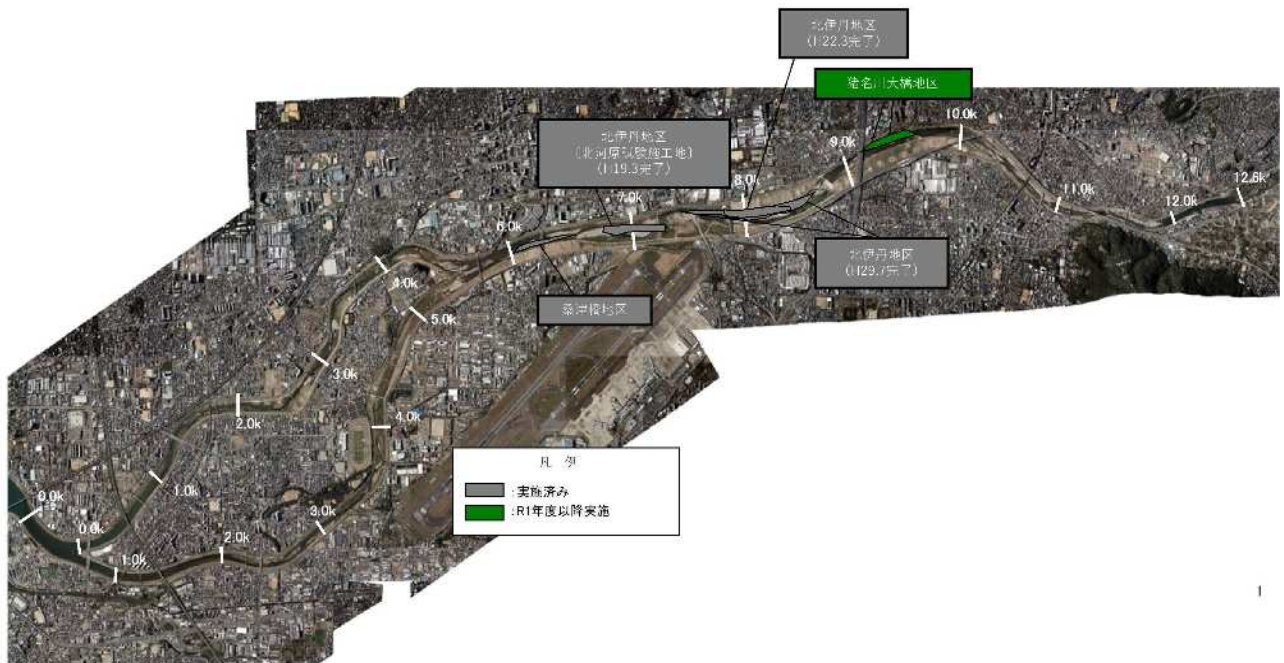 北伊丹地区
(H22.3完了)
猪名川大橋地区
北伊丹地区
〔北河原試験施工地〕
(H19.3完了)
北伊丹地区
(H29.7完了)
桑津橋地区
10.0k
9.0k
8.0k
7.0k
6.0k
11.0k
12.0k
12.6k
4.0k
5.0k
3.0k
2.0k
4.0k
1.0k
0.0k
0.0k
1.0k
2.0k
3.0k
凡 例
:実施済み
:R1年度以降実施
1